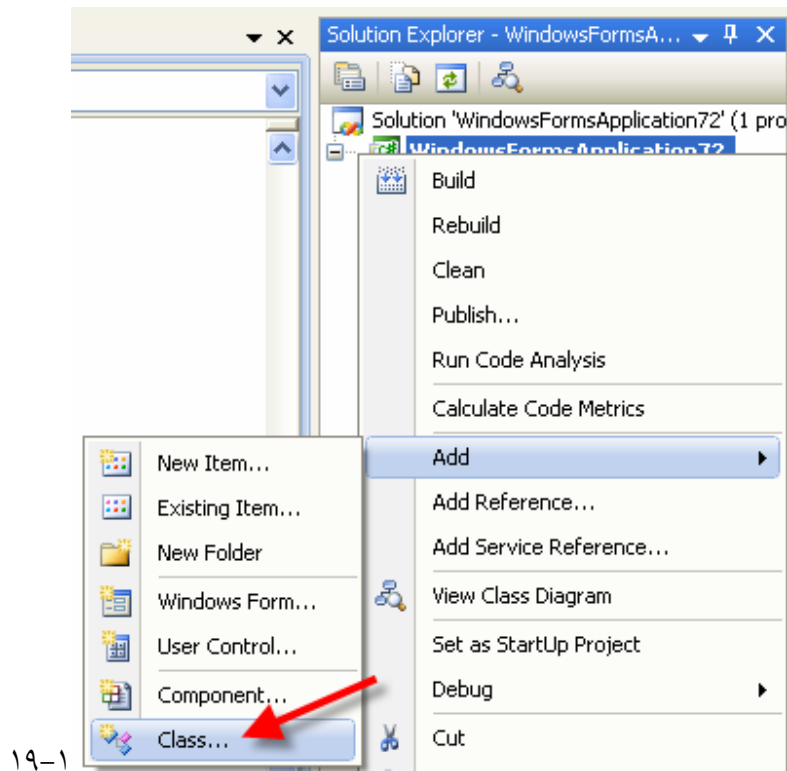 Solution Explorer - WindowsFormsA...
Solution 'WindowsFormsApplication72' (1 pro
WindowsFormsApplication72
Build
Rebuild
Clean
Publish...
Run Code Analysis
Calculate Code Metrics
Add
Add Reference...
Add Service Reference...
View Class Diagram
Set as StartUp Project
Debug
Cut
New Item...
Existing Item...
New Folder
Windows Form...
User Control...
Component...
Class...
۱۹-۱